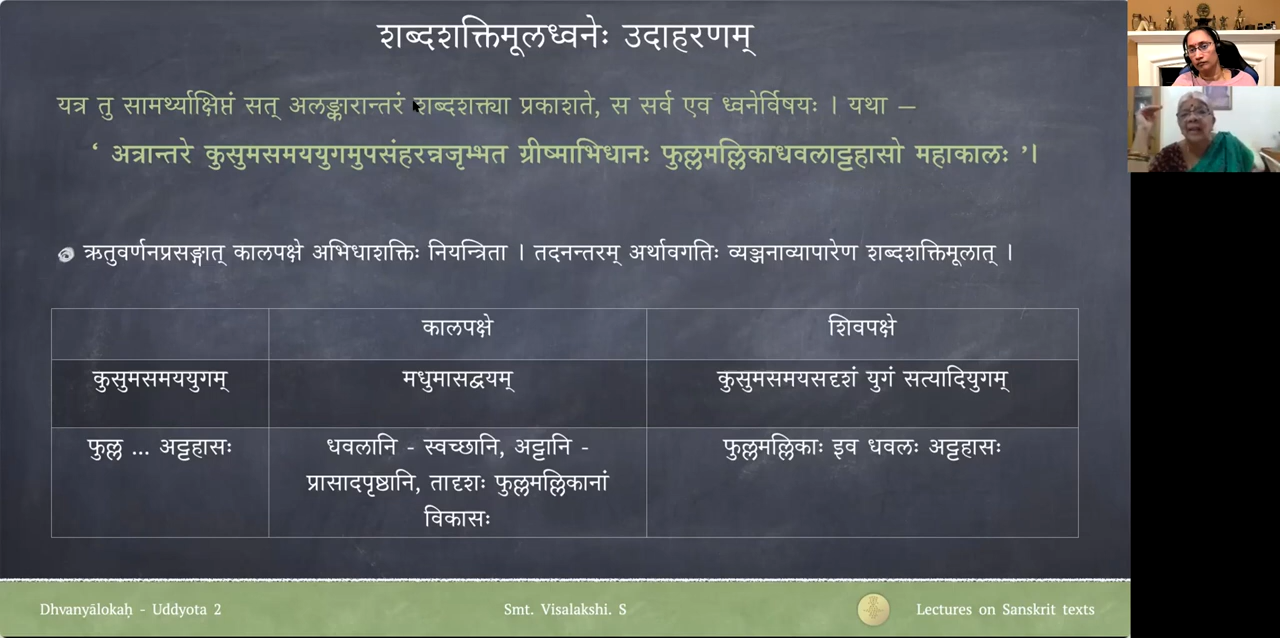 शब्दशक्तिमूलध्वनेः उदाहरणम्
यत्र तु सामर्थ्याक्षिप्तं सत् अलङ्कारान्तरं शब्दशक्त्या प्रकाशते, स सर्व एव ध्वनेर्विषयः । यथा –
‘ अत्रान्तरे कुसुमसमययुगमुपसंहरन्नजृम्भत ग्रीष्माभिधानः फुल्लमल्लिकाधवलाट्टहासो महाकालः ’।
ऋतुवर्णनप्रसङ्गात् कालपक्षे अभिधाशक्तिः नियन्त्रिता । तदनन्तरम् अर्थावगतिः व्यञ्जनाव्यापारेण शब्दशक्तिमूलात् ।
कालपक्षे शिवपक्षे
कुसुमसमययुगम् मधुमासद्वयम् कुसुमसमयसदृशं युगं सत्यादियुगम्
फुल्ल ... अट्टहासः धवलानि - स्वच्छानि, अट्टानि - फुल्लमल्लिकाः इव धवलः अट्टहासः
प्रासादपृष्ठानि, तादृशः फुल्लमल्लिकानां
विकासः
Dhvanyālokaḥ - Uddyota 2 Smt. Visalakshi. S Lectures on Sanskrit texts